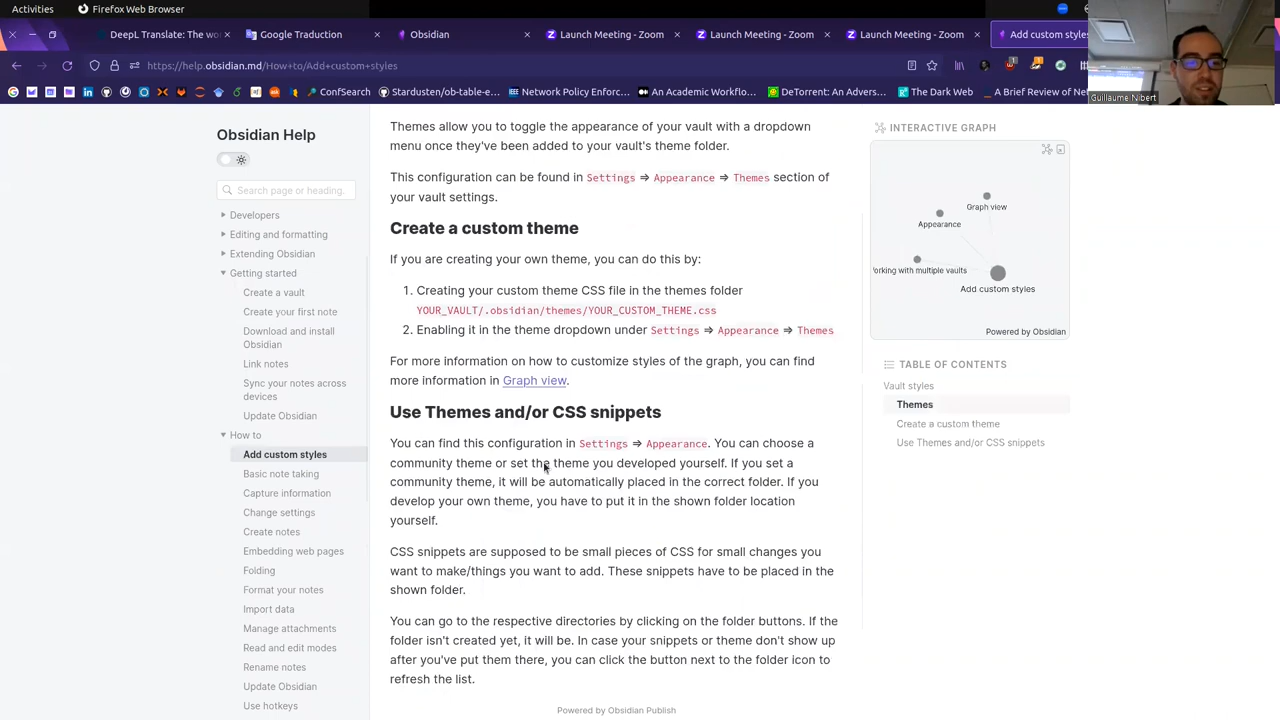 Activities
Firefox Web Browser
DeepL Translate: The wo
Google Traduction
Obsidian
Launch Meeting - Zoom
Launch Meeting - Zoom
Launch Meeting - Zoom
Add custom styles
https://help.obsidian.md/How+to/Add+custom+styles
ConfSearch
Stardusten/ob-table-e…
Network Policy Enforc…
An Academic Workflo…
DeTorrent: An Advers…
The Dark Web
A Brief Review of Ne
Guillaume Nibert
Obsidian Help
Search page or heading...
Developers
Editing and formatting
Extending Obsidian
Getting started
Create a vault
Create your first note
Download and install
Obsidian
Link notes
Sync your notes across
devices
Update Obsidian
How to
Add custom styles
Basic note taking
Capture information
Change settings
Create notes
Embedding web pages
Folding
Format your notes
Import data
Manage attachments
Read and edit modes
Rename notes
Update Obsidian
Use hotkeys
Themes allow you to toggle the appearance of your vault with a dropdown
menu once they've been added to your vault's theme folder.
This configuration can be found in Settings => Appearance => Themes section of
your vault settings.
Create a custom theme
If you are creating your own theme, you can do this by:
1. Creating your custom theme CSS file in the themes folder
YOUR_VAULT/.obsidian/themes/YOUR_CUSTOM_THEME.css
2. Enabling it in the theme dropdown under Settings => Appearance => Themes
For more information on how to customize styles of the graph, you can find
more information in Graph view.
Use Themes and/or CSS snippets
You can find this configuration in Settings => Appearance. You can choose a
community theme or set the theme you developed yourself. If you set a
community theme, it will be automatically placed in the correct folder. If you
develop your own theme, you have to put it in the shown folder location
yourself.
CSS snippets are supposed to be small pieces of CSS for small changes you
want to make/things you want to add. These snippets have to be placed in the
shown folder.
You can go to the respective directories by clicking on the folder buttons. If the
folder isn't created yet, it will be. In case your snippets or theme don't show up
after you've put them there, you can click the button next to the folder icon to
refresh the list.
Powered by Obsidian Publish
INTERACTIVE GRAPH
Graph view
Appearance
orking with multiple vaults
Add custom styles
Powered by Obsidian
TABLE OF CONTENTS
Vault styles
Themes
Create a custom theme
Use Themes and/or CSS snippets